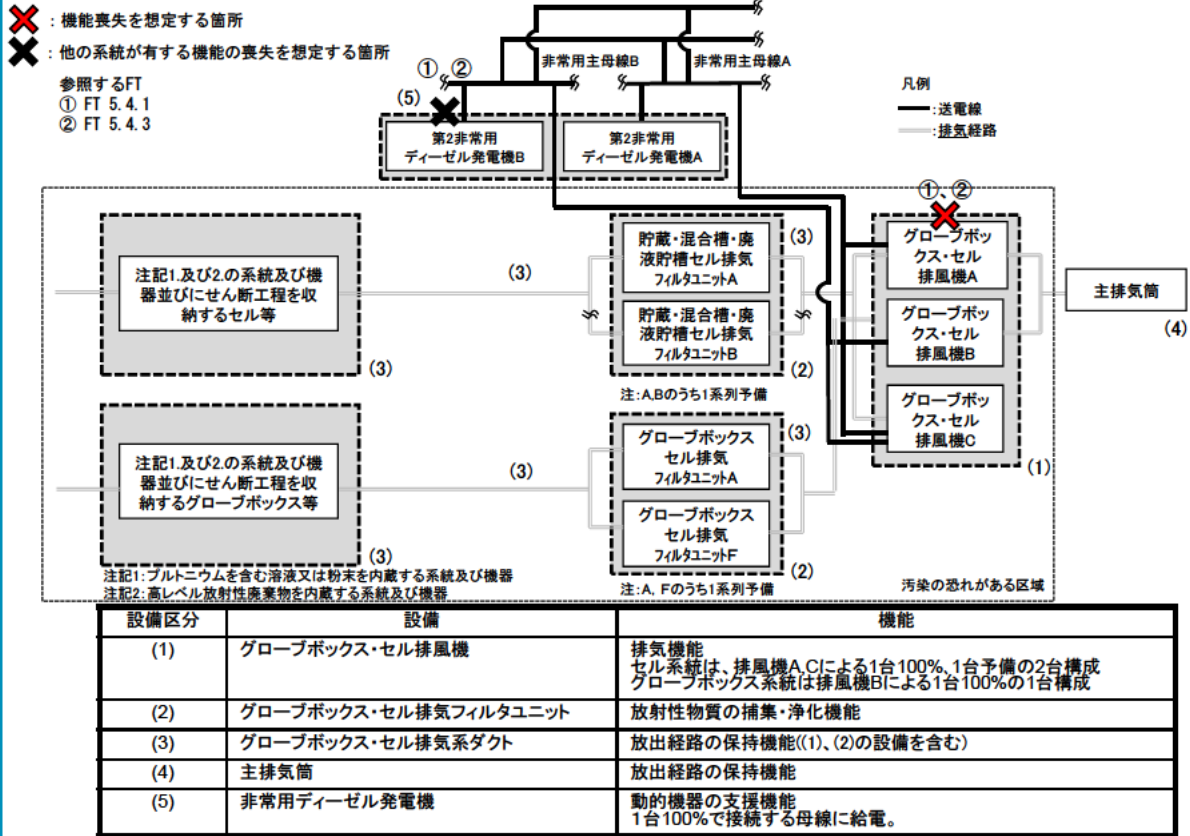 ：機能喪失を想定する箇所
：他の系統が有する機能の喪失を想定する箇所
参照するFT
① FT 5.4.1
② FT 5.4.3
①
②
非常用主母線B
非常用主母線A
(5)
第2非常用
ディーゼル発電機B
第2非常用
ディーゼル発電機A
凡例
:送電線
:排気経路
①、②
注記1.及び2.の系統及び機
器並びにせん断工程を収
納するセル等
(3)
(3)
貯蔵・混合槽・廃
液貯槽セル排気
フィルタユニットA
(3)
貯蔵・混合槽・廃
液貯槽セル排気
フィルタユニットB
(2)
注:A,Bのうち1系列予備
グローブボッ
クス・セル
排風機A
グローブボッ
クス・セル
排風機B
グローブボッ
クス・セル
排風機C
(1)
主排気筒
(4)
注記1.及び2.の系統及び機
器並びにせん断工程を収
納するグローブボックス等
(3)
(3)
グローブボックス
セル排気
フィルタユニットA
(3)
グローブボックス
セル排気
フィルタユニットF
(2)
注:A, Fのうち1系列予備
注記1:プルトニウムを含む溶液又は粉末を内蔵する系統及び機器
注記2:高レベル放射性廃棄物を内蔵する系統及び機器
汚染の恐れがある区域
設備区分 設備 機能
(1) グローブボックス・セル排風機 排気機能
セル系統は、排風機A,Cによる1台100%、1台予備の2台構成
グローブボックス系統は排風機Bによる1台100%の1台構成
(2) グローブボックス・セル排気フィルタユニット 放射性物質の捕集・浄化機能
(3) グローブボックス・セル排気系ダクト 放出経路の保持機能((1)、(2)の設備を含む)
(4) 主排気筒 放出経路の保持機能
(5) 非常用ディーゼル発電機 動的機器の支援機能
1台100%で接続する母線に給電。